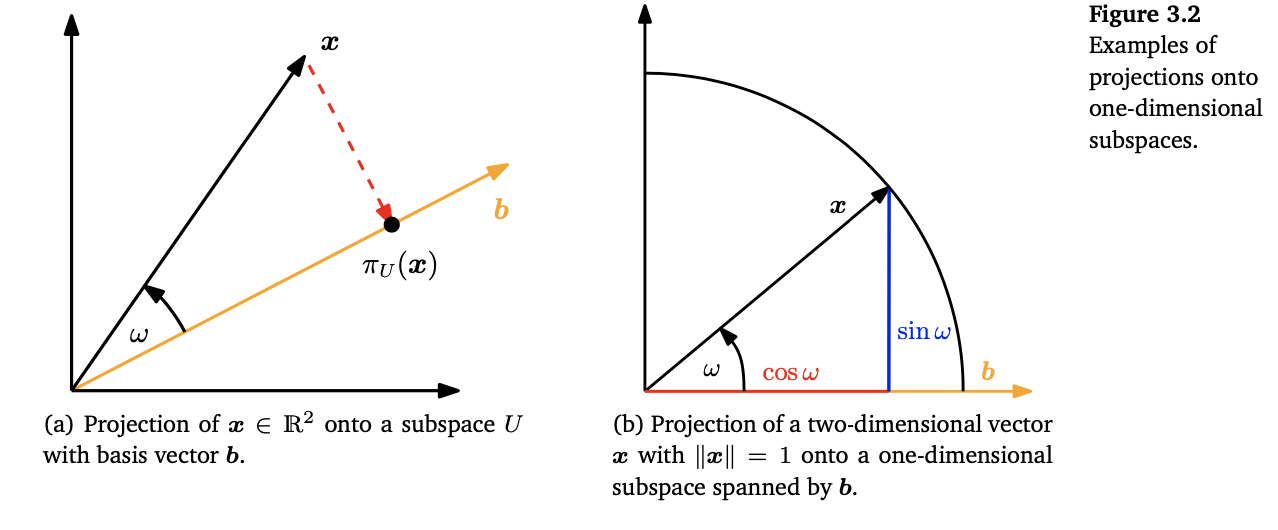 x
b
π_U(x)
ω
(a) Projection of x ∈ ℝ² onto a subspace U
with basis vector b.
x
sin ω
ω
cos ω
b
(b) Projection of a two-dimensional vector
x with ‖x‖ = 1 onto a one-dimensional
subspace spanned by b.
Figure 3.2
Examples of
projections onto
one-dimensional
subspaces.